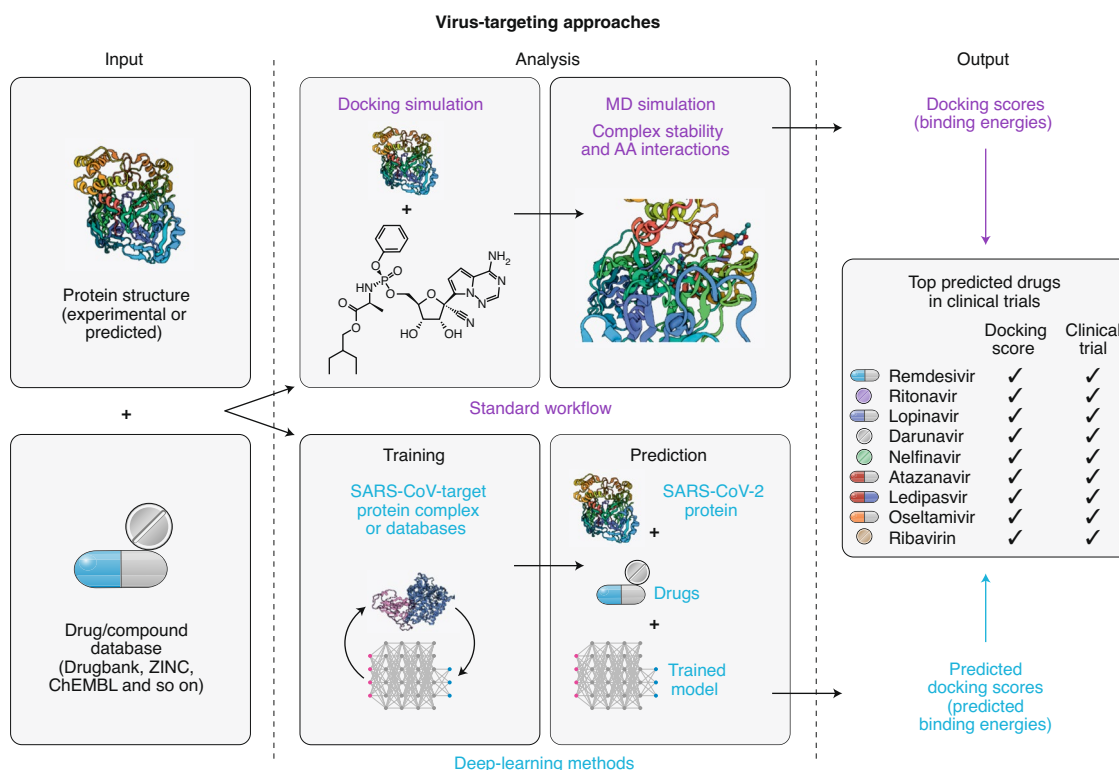 Virus-targeting approaches
Input
Analysis
Output
Protein structure
(experimental or
predicted)
+
Drug/compound
database
(Drugbank, ZINC,
ChEMBL and so on)
Docking simulation
+
NH2
N
N
N
O
O
P
O
HN
O
O
O
O
HO
OH
N
MD simulation
Complex stability
and AA interactions
Standard workflow
Training
SARS-CoV-target
protein complex
or databases
Prediction
SARS-CoV-2
protein
+
Drugs
+
Trained
model
Deep-learning methods
Docking scores
(binding energies)
Top predicted drugs
in clinical trials
Docking score Clinical trial
Remdesivir ✓ ✓
Ritonavir ✓ ✓
Lopinavir ✓ ✓
Darunavir ✓ ✓
Nelfinavir ✓ ✓
Atazanavir ✓ ✓
Ledipasvir ✓ ✓
Oseltamivir ✓ ✓
Ribavirin ✓ ✓
Predicted
docking scores
(predicted
binding energies)